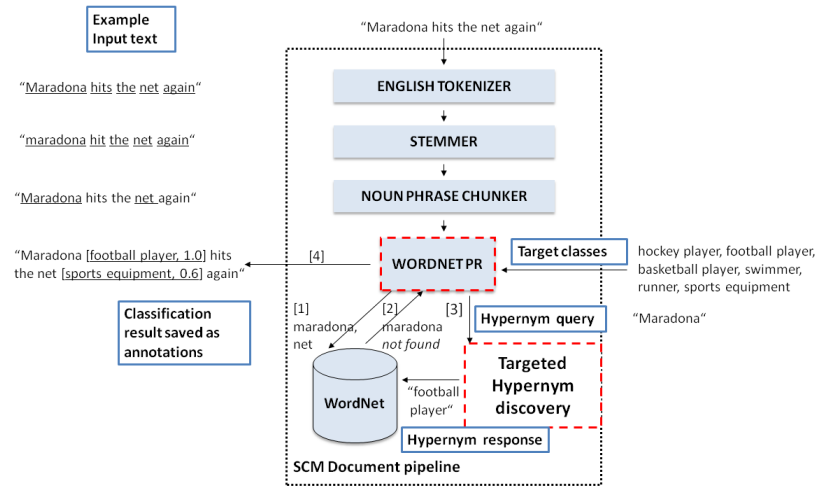 Example
Input text
“Maradona hits the net again“
“Maradona hits the net again“
ENGLISH TOKENIZER
“maradona hit the net again“
STEMMER
“Maradona hits the net again“
NOUN PHRASE CHUNKER
“Maradona [football player, 1.0] hits
the net [sports equipment, 0.6] again“
[4]
WORDNET PR
Target classes
hockey player, football player,
basketball player, swimmer,
runner, sports equipment
Classification
result saved as
annotations
[1]
maradona,
net
[2]
maradona
not found
[3]
Hypernym query
“Maradona“
WordNet
“football
player“
Targeted
Hypernym
discovery
Hypernym response
SCM Document pipeline